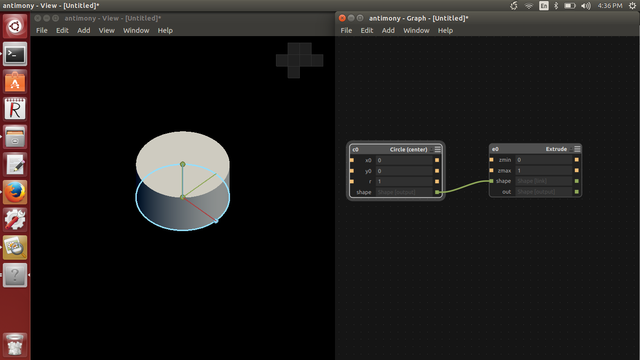 antimony - View - [Untitled]*
En
4:36 PM
antimony - View - [Untitled]*
File Edit Add View Window Help
antimony - Graph - [Untitled]*
File Edit Add Window Help
c0 Circle (center)
x0 0
y0 0
r 1
shape Shape [output]
e0 Extrude
zmin 0
zmax 1
shape Shape [link]
out Shape [output]